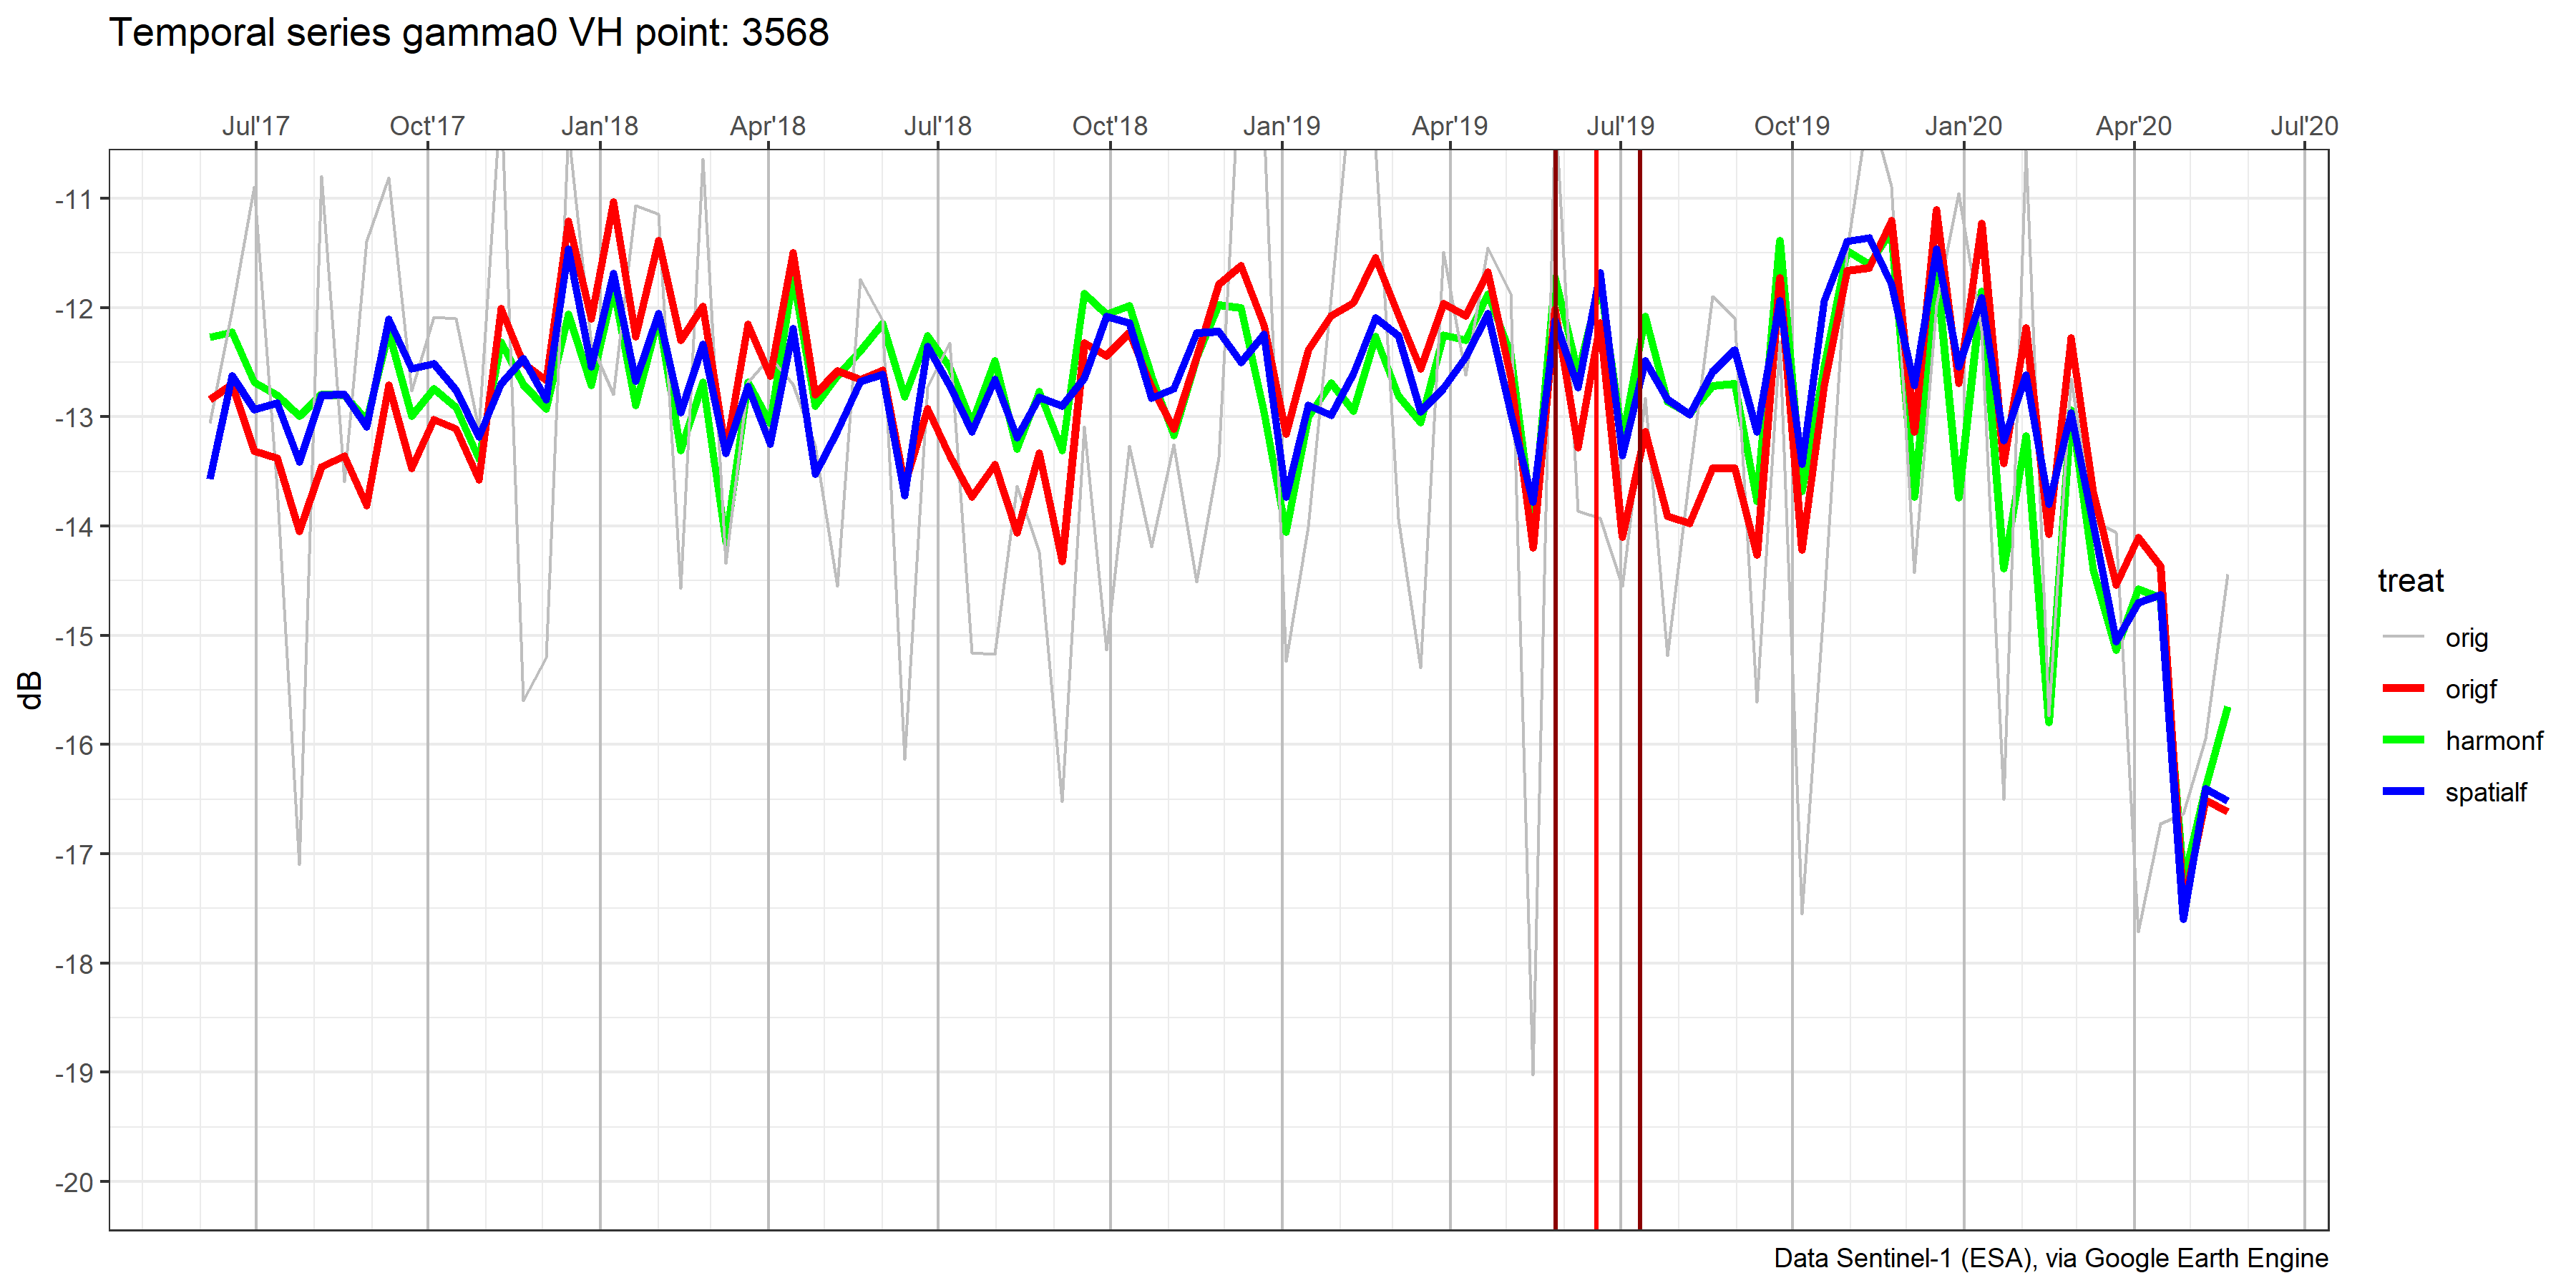 Temporal series gamma0 VH point: 3568
Jul'17 Oct'17 Jan'18 Apr'18 Jul'18 Oct'18 Jan'19 Apr'19 Jul'19 Oct'19 Jan'20 Apr'20 Jul'20
-11
-12
-13
-14
-15
-16
-17
-18
-19
-20
dB
treat
orig
origf
harmonf
spatialf
Data Sentinel-1 (ESA), via Google Earth Engine